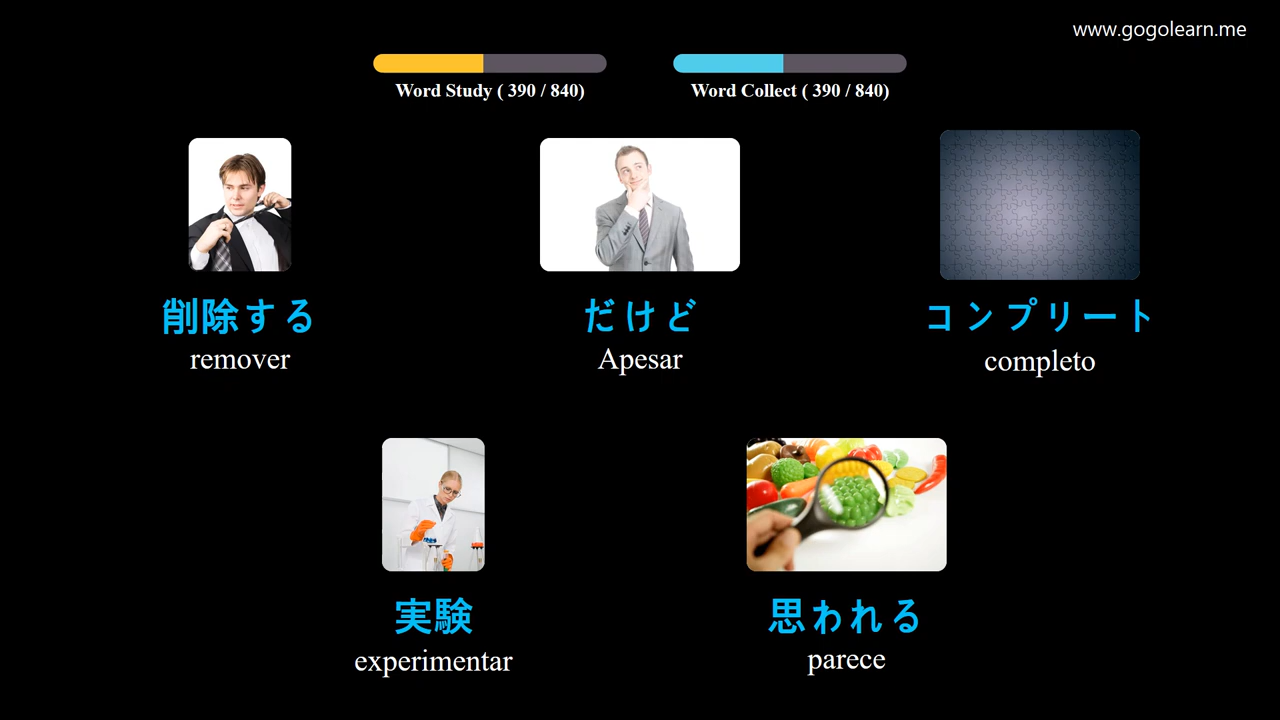 www.gogolearn.me
Word Study ( 390 / 840)
Word Collect ( 390 / 840)
削除する
だけど
コンプリート
remover
Apesar
completo
実験
思われる
experimentar
parece